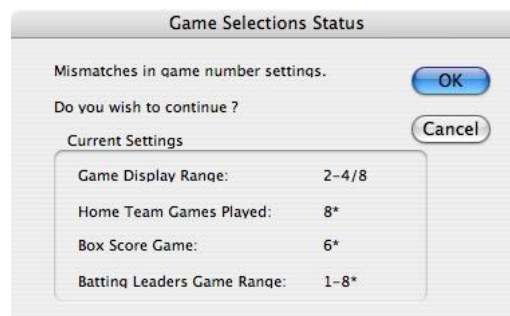 Game Selections Status
Mismatches in game number settings.
OK
Do you wish to continue ?
Cancel
Current Settings
Game Display Range: 2-4/8
Home Team Games Played: 8*
Box Score Game: 6*
Batting Leaders Game Range: 1-8*